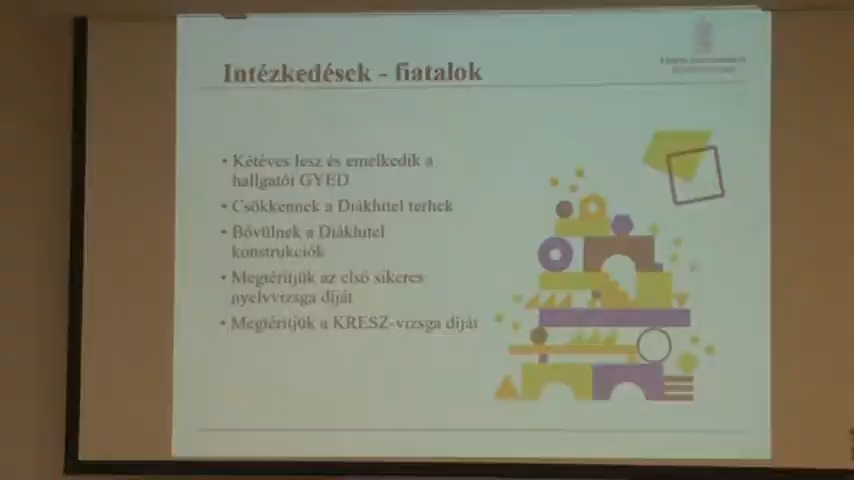 Intézkedések - fiatalok
• Kétéves lesz és emelkedik a
hallgatói GYED
• Csökkennek a Diákhitel terhek
• Bővülnek a Diákhitel
konstrukciók
• Megtérítjük az első sikeres
nyelvvizsga díját
• Megtérítjük a KRESZ-vizsga díját